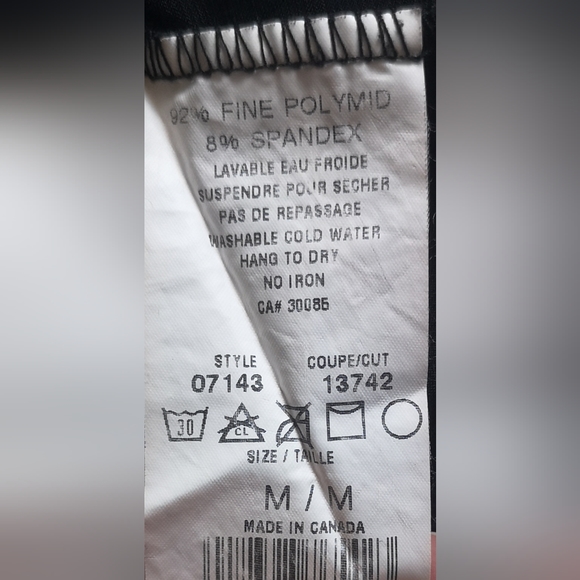 92% FINE POLYMID
8% SPANDEX
LAVABLE EAU FROIDE
SUSPENDRE POUR SECHER
PAS DE REPASSAGE
WASHABLE COLD WATER
HANG TO DRY
NO IRON
CA# 30085
STYLE COUPE/CUT
07143 13742
30 CL
SIZE / TAILLE
M / M
MADE IN CANADA